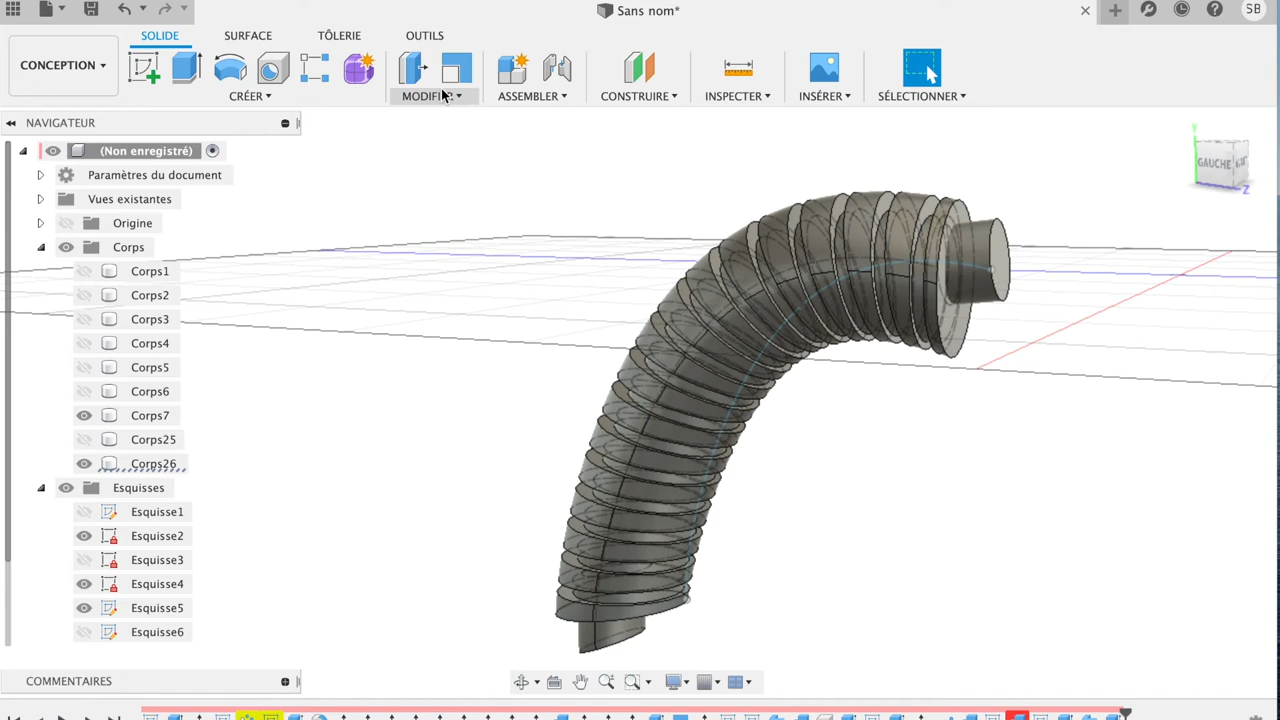 Sans nom*
SB
SOLIDE SURFACE TÔLERIE OUTILS
CONCEPTION
CRÉER MODIFIER ASSEMBLER CONSTRUIRE INSPECTER INSÉRER SÉLECTIONNER
NAVIGATEUR
(Non enregistré)
Paramètres du document
Vues existantes
Origine
Corps
Corps1
Corps2
Corps3
Corps4
Corps5
Corps6
Corps7
Corps25
Corps26
Esquisses
Esquisse1
Esquisse2
Esquisse3
Esquisse4
Esquisse5
Esquisse6
COMMENTAIRES
Y
GAUCHE
Z